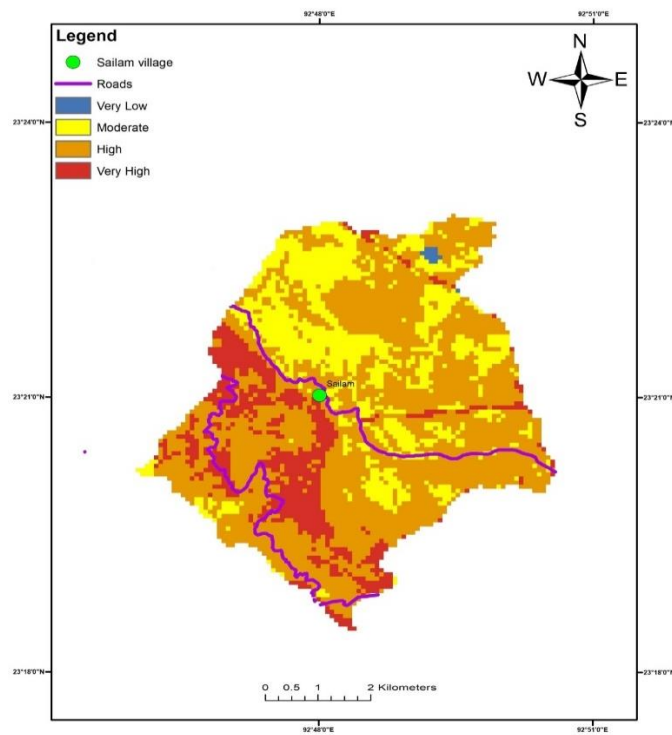 92°48'0"E
92°51'0"E
Legend
Sailam village
Roads
Very Low
Moderate
High
Very High
N
W
E
S
23°24'0"N
23°24'0"N
Sailam
23°21'0"N
23°21'0"N
23°18'0"N
23°18'0"N
0 0.5 1 2 Kilometers
92°48'0"E
92°51'0"E